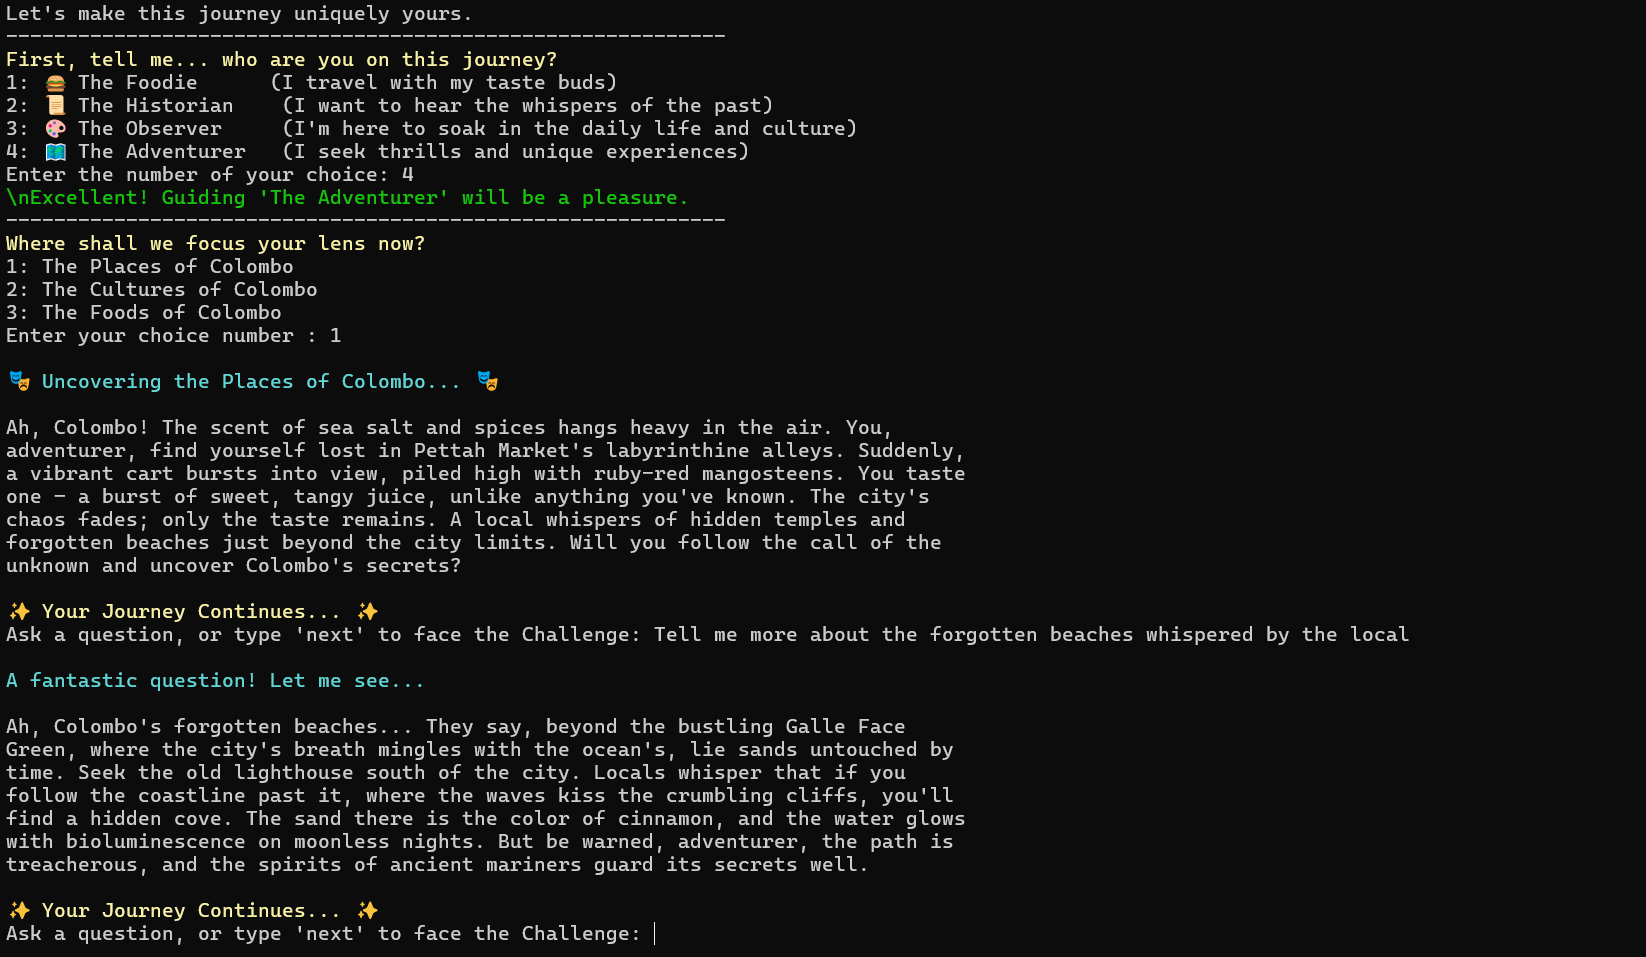 Let's make this journey uniquely yours.
------------------------------------------------------------
First, tell me... who are you on this journey?
1: 🍔 The Foodie      (I travel with my taste buds)
2: 📜 The Historian    (I want to hear the whispers of the past)
3: 🎨 The Observer     (I'm here to soak in the daily life and culture)
4: 🗺️ The Adventurer   (I seek thrills and unique experiences)
Enter the number of your choice: 4
\nExcellent! Guiding 'The Adventurer' will be a pleasure.
------------------------------------------------------------
Where shall we focus your lens now?
1: The Places of Colombo
2: The Cultures of Colombo
3: The Foods of Colombo
Enter your choice number : 1
🎭 Uncovering the Places of Colombo... 🎭
Ah, Colombo! The scent of sea salt and spices hangs heavy in the air. You,
adventurer, find yourself lost in Pettah Market's labyrinthine alleys. Suddenly,
a vibrant cart bursts into view, piled high with ruby-red mangosteens. You taste
one – a burst of sweet, tangy juice, unlike anything you've known. The city's
chaos fades; only the taste remains. A local whispers of hidden temples and
forgotten beaches just beyond the city limits. Will you follow the call of the
unknown and uncover Colombo's secrets?
✨ Your Journey Continues... ✨
Ask a question, or type 'next' to face the Challenge: Tell me more about the forgotten beaches whispered by the local
A fantastic question! Let me see...
Ah, Colombo's forgotten beaches... They say, beyond the bustling Galle Face
Green, where the city's breath mingles with the ocean's, lie sands untouched by
time. Seek the old lighthouse south of the city. Locals whisper that if you
follow the coastline past it, where the waves kiss the crumbling cliffs, you'll
find a hidden cove. The sand there is the color of cinnamon, and the water glows
with bioluminescence on moonless nights. But be warned, adventurer, the path is
treacherous, and the spirits of ancient mariners guard its secrets well.
✨ Your Journey Continues... ✨
Ask a question, or type 'next' to face the Challenge: